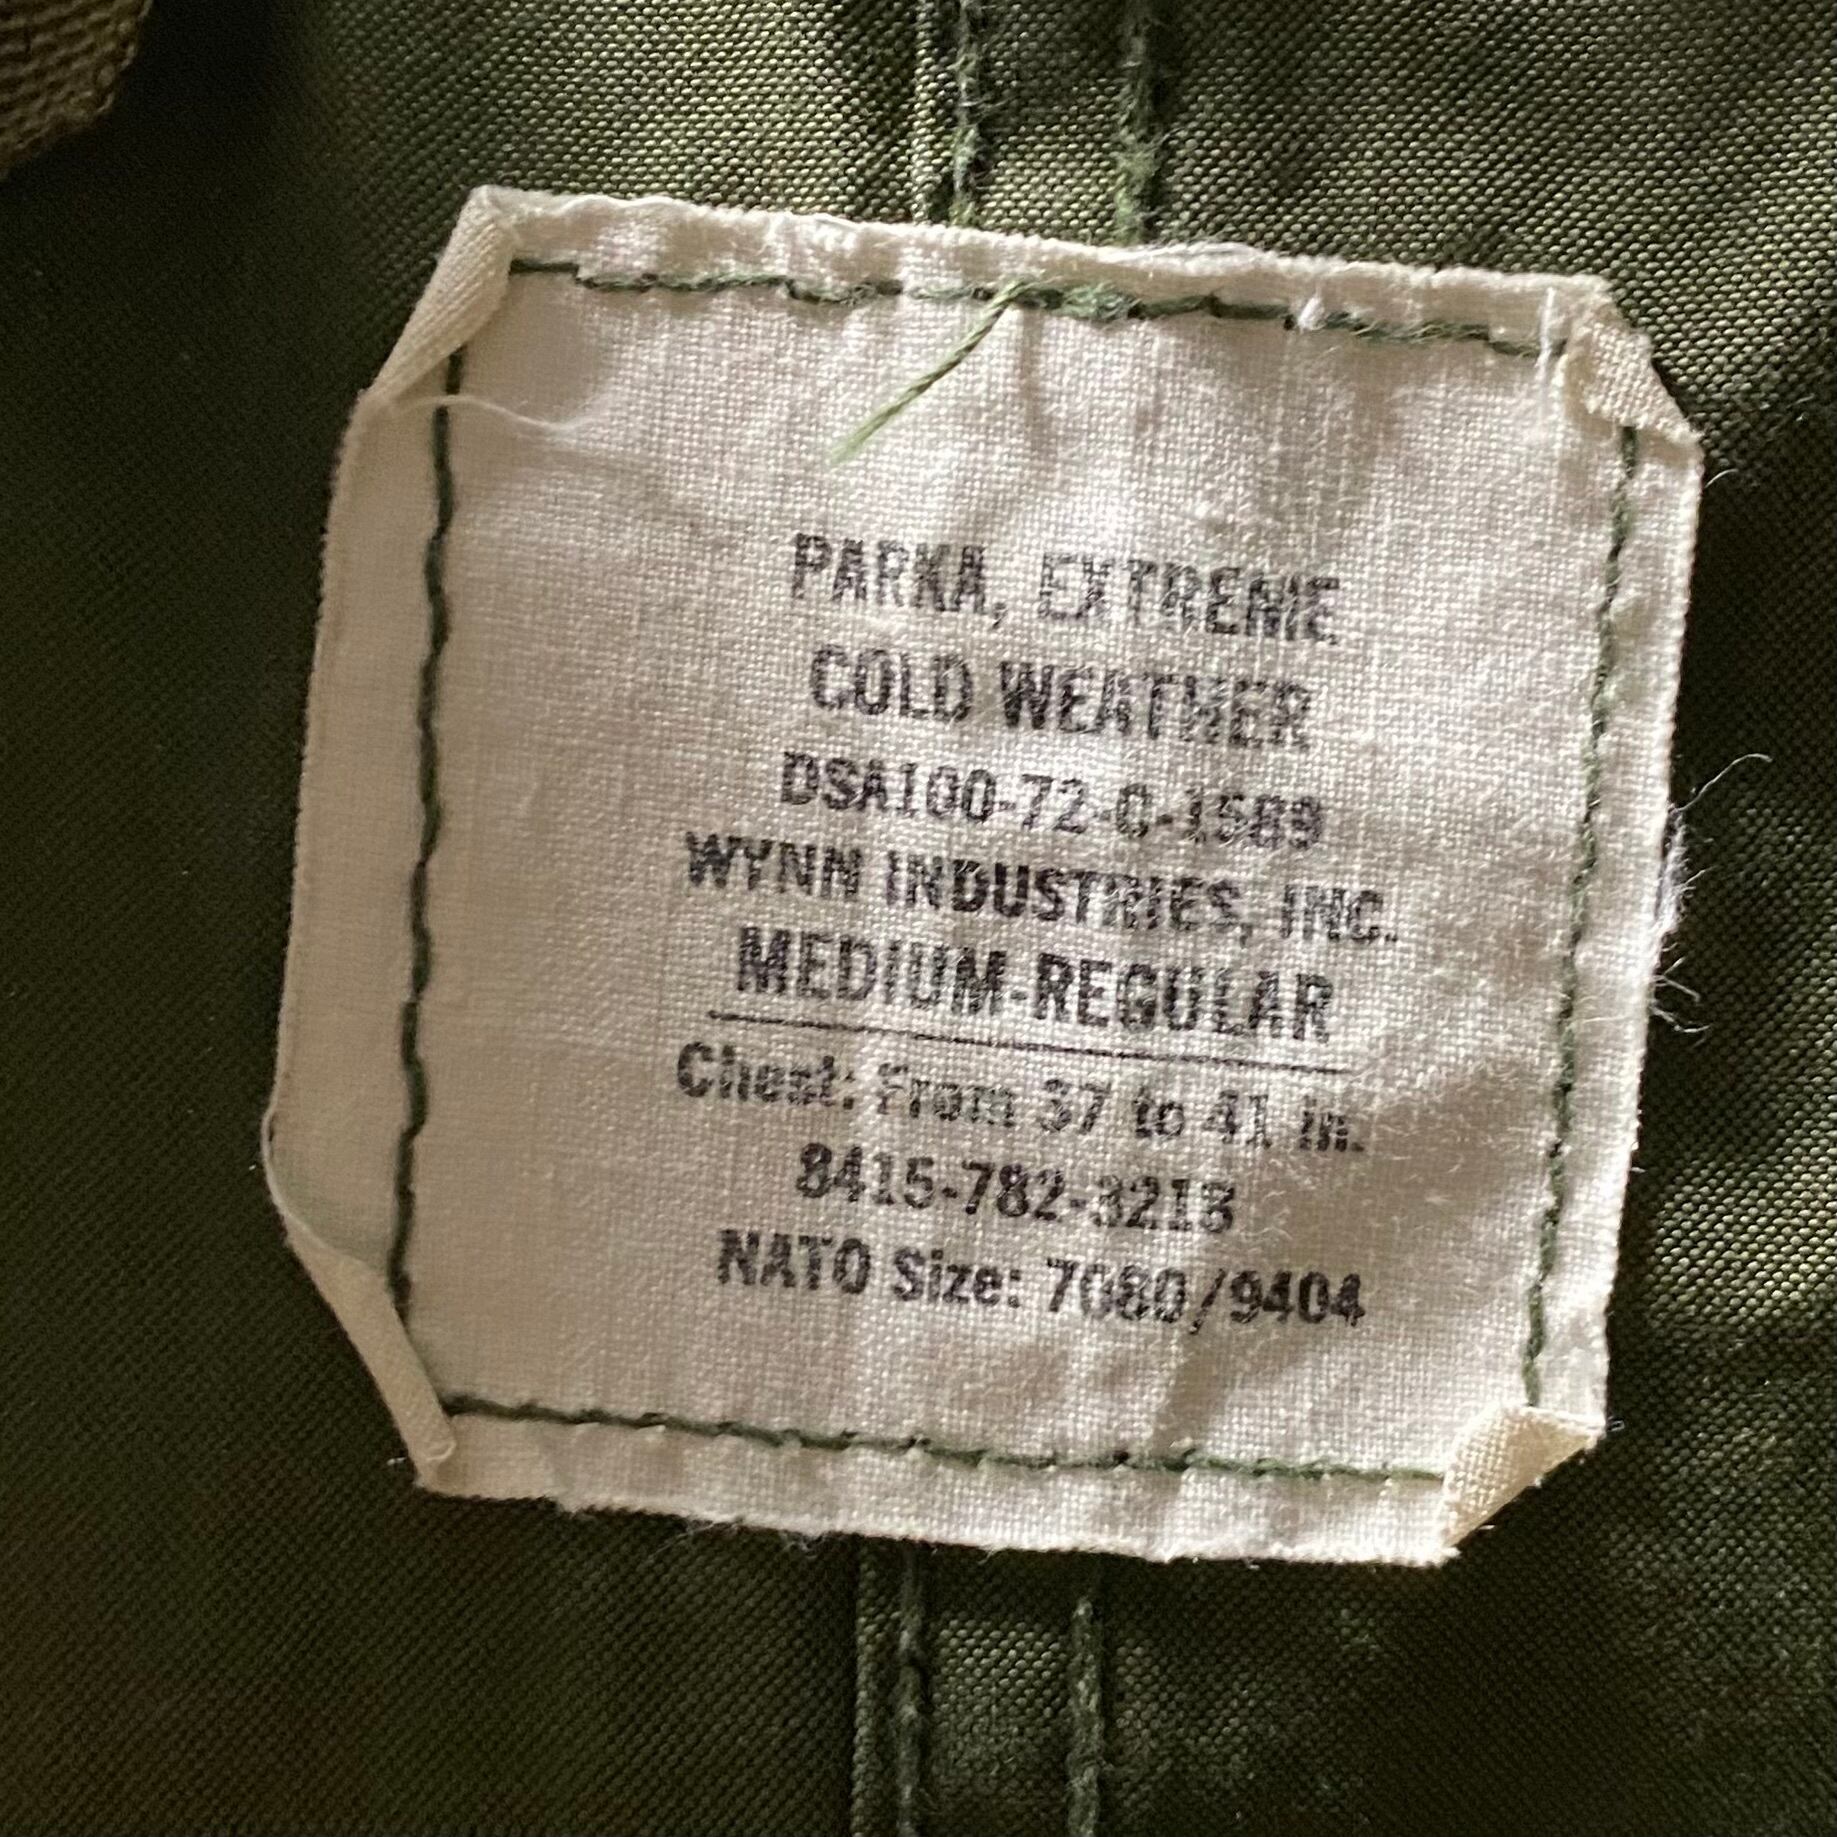 PARKA, EXTREME
COLD WEATHER
DSA100-72-C-1589
WYNN INDUSTRIES, INC.
MEDIUM-REGULAR
Chest: From 37 to 41 in.
8415-782-3218
NATO Size: 7080/9404